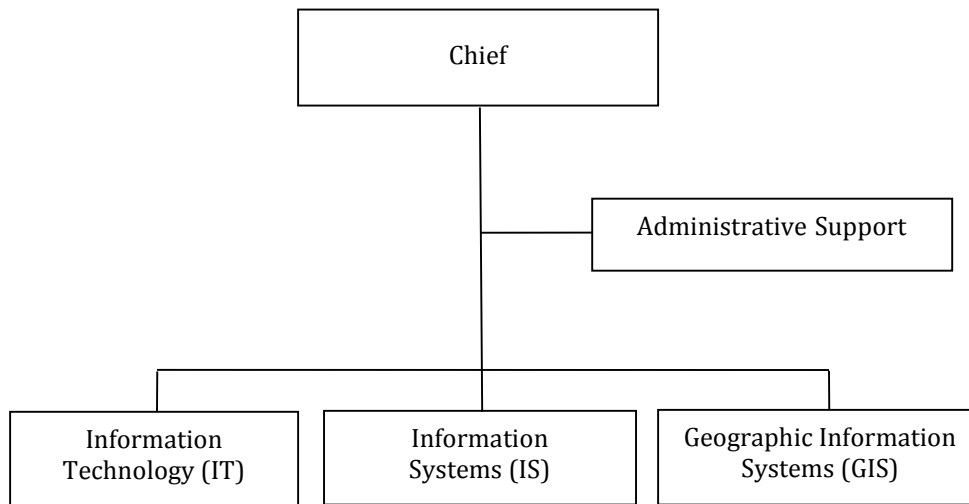 Chief
Administrative Support
Information
Technology (IT)
Information
Systems (IS)
Geographic Information
Systems (GIS)